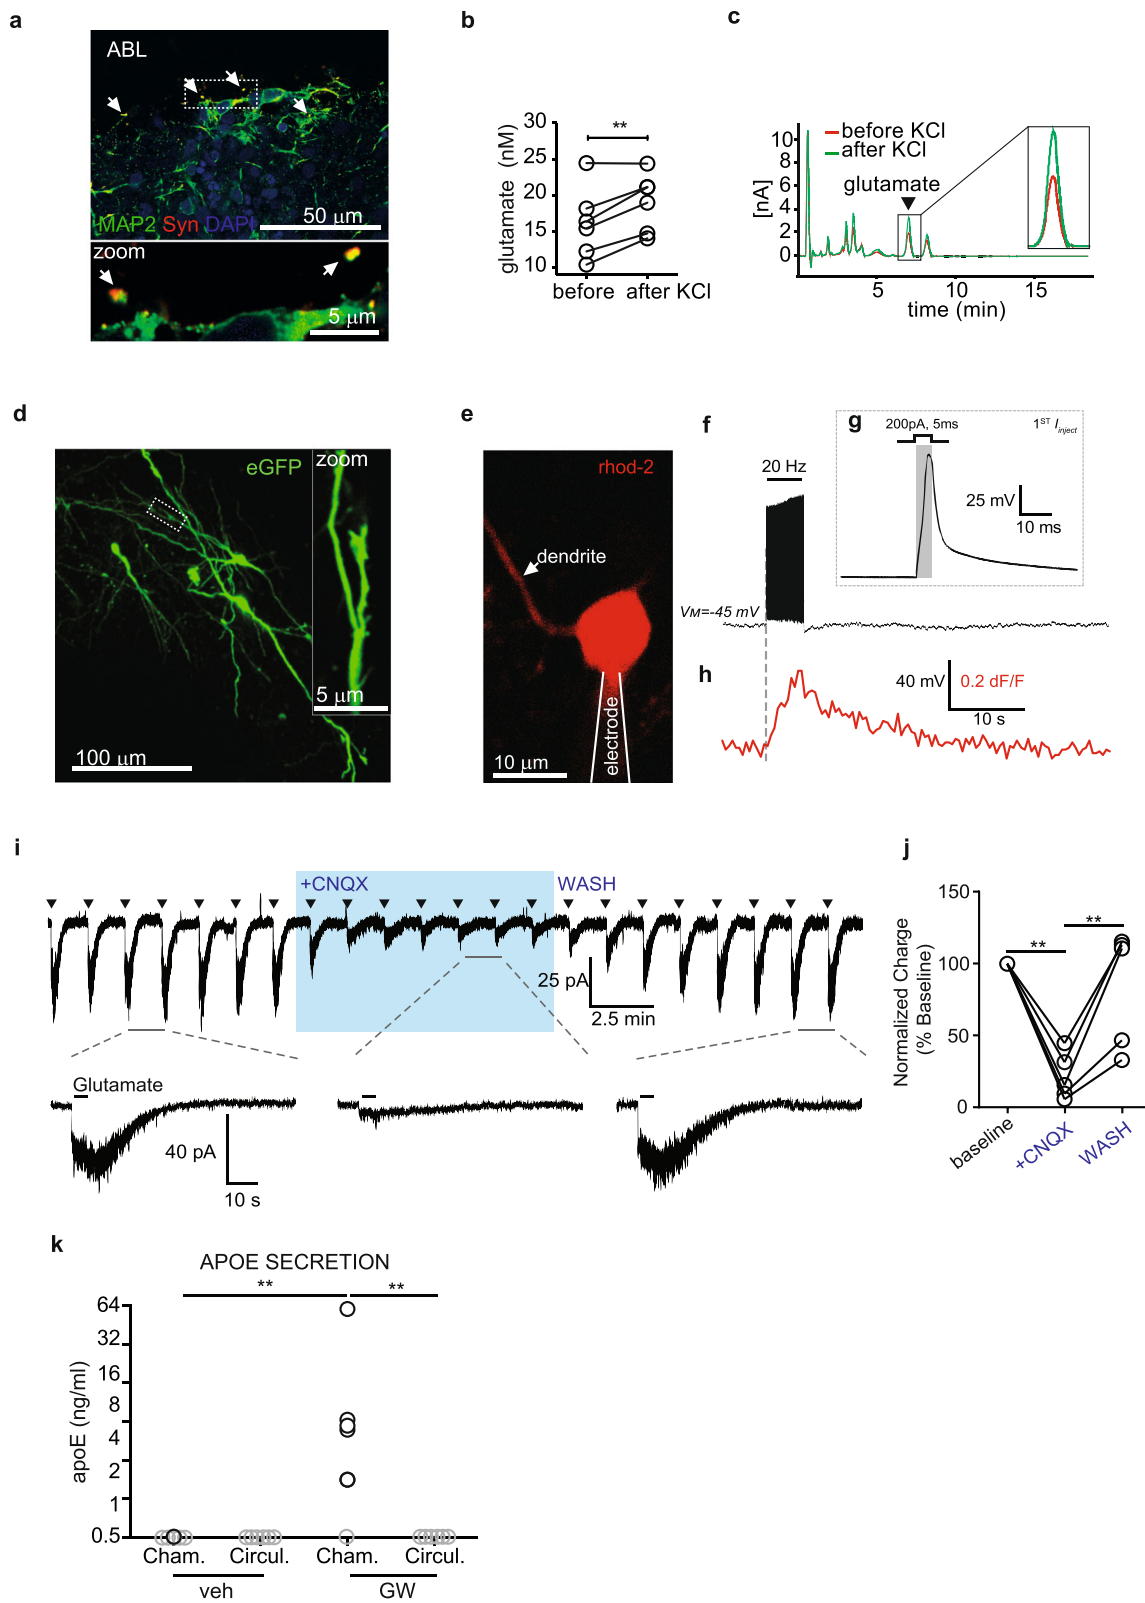 a
ABL
MAP2 Syn DAPI
50 μm
zoom
5 μm
b
glutamate (nM)
30
25
20
15
10
**
before after KCl
c
[nA]
10
8
6
4
2
0
before KCl
after KCl
glutamate
5 10 15
time (min)
d
eGFP
zoom
5 μm
100 μm
e
rhod-2
dendrite
electrode
10 μm
f
20 Hz
VM=-45 mV
g
200pA, 5ms
1ST Iinject
25 mV
10 ms
h
40 mV
0.2 dF/F
10 s
i
+CNQX
WASH
25 pA
2.5 min
Glutamate
40 pA
10 s
j
Normalized Charge
(% Baseline)
150
100
50
0
**
**
baseline
+CNQX
WASH
k
APOE SECRETION
**
**
apoE (ng/ml)
64
32
16
8
4
2
1
0.5
Cham. Circul. Cham. Circul.
veh GW